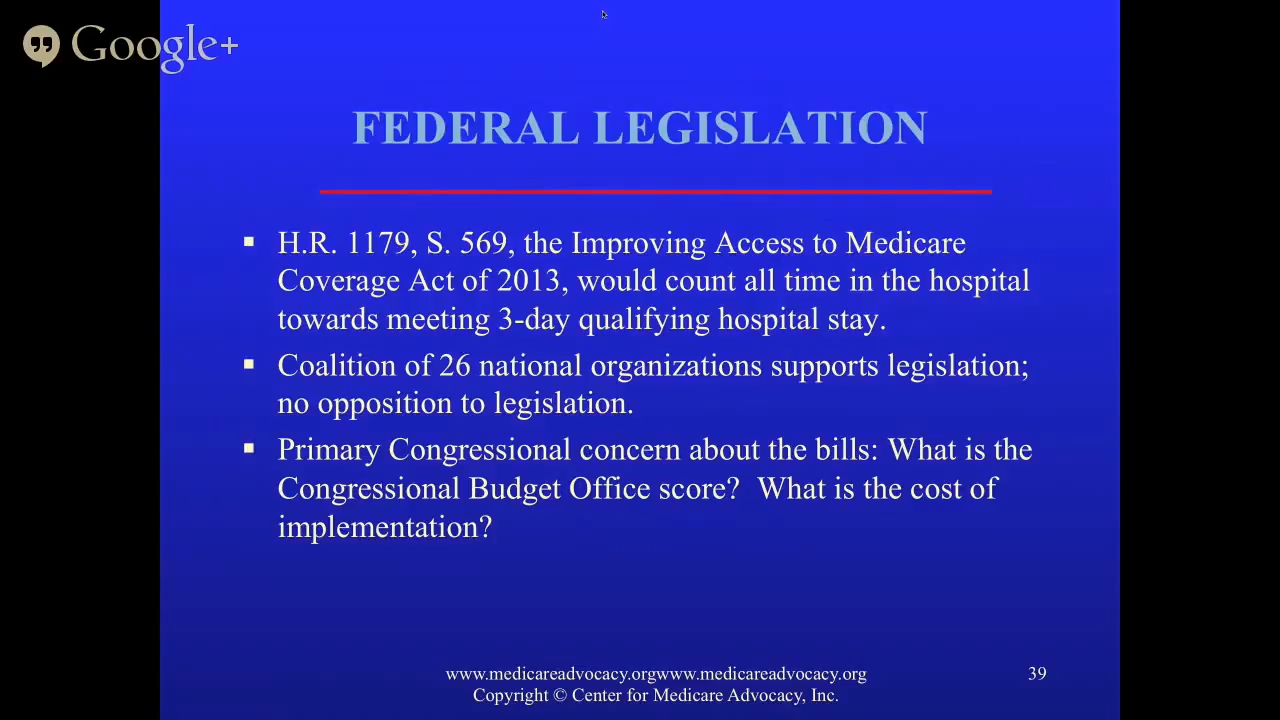 Google+
FEDERAL LEGISLATION
▪ H.R. 1179, S. 569, the Improving Access to Medicare
Coverage Act of 2013, would count all time in the hospital
towards meeting 3-day qualifying hospital stay.
▪ Coalition of 26 national organizations supports legislation;
no opposition to legislation.
▪ Primary Congressional concern about the bills: What is the
Congressional Budget Office score?  What is the cost of
implementation?
www.medicareadvocacy.orgwww.medicareadvocacy.org
39
Copyright © Center for Medicare Advocacy, Inc.